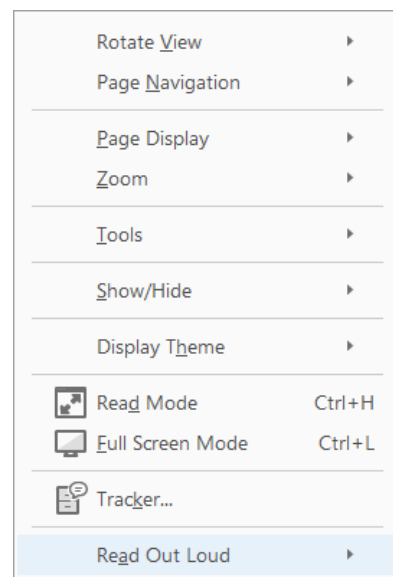 Rotate View
Page Navigation
Page Display
Zoom
Tools
Show/Hide
Display Theme
Read Mode Ctrl+H
Full Screen Mode Ctrl+L
Tracker...
Read Out Loud